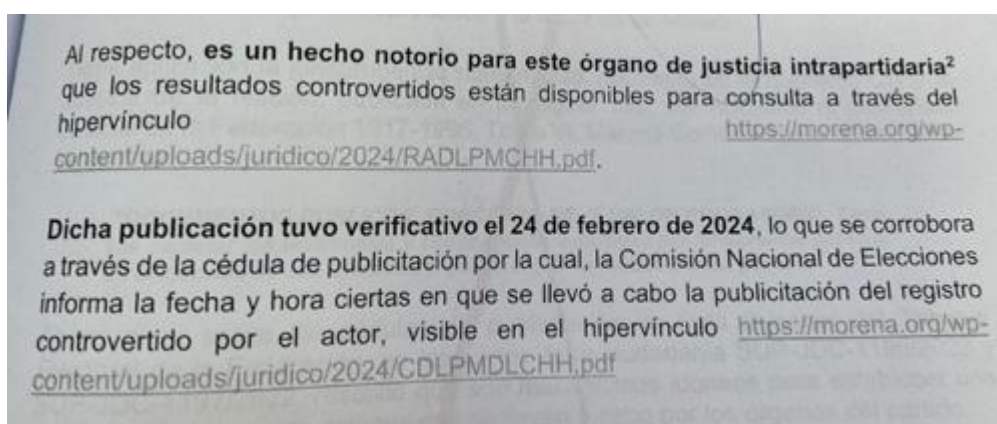 Al respecto, es un hecho notorio para este órgano de justicia intrapartidaria²
que los resultados controvertidos están disponibles para consulta a través del
hipervínculo https://morena.org/wp-
content/uploads/juridico/2024/RADLPMCHH.pdf.
Dicha publicación tuvo verificativo el 24 de febrero de 2024, lo que se corrobora
a través de la cédula de publicitación por la cual, la Comisión Nacional de Elecciones
informa la fecha y hora ciertas en que se llevó a cabo la publicitación del registro
controvertido por el actor, visible en el hipervínculo https://morena.org/wp-
content/uploads/juridico/2024/CDLPMDLCHH.pdf